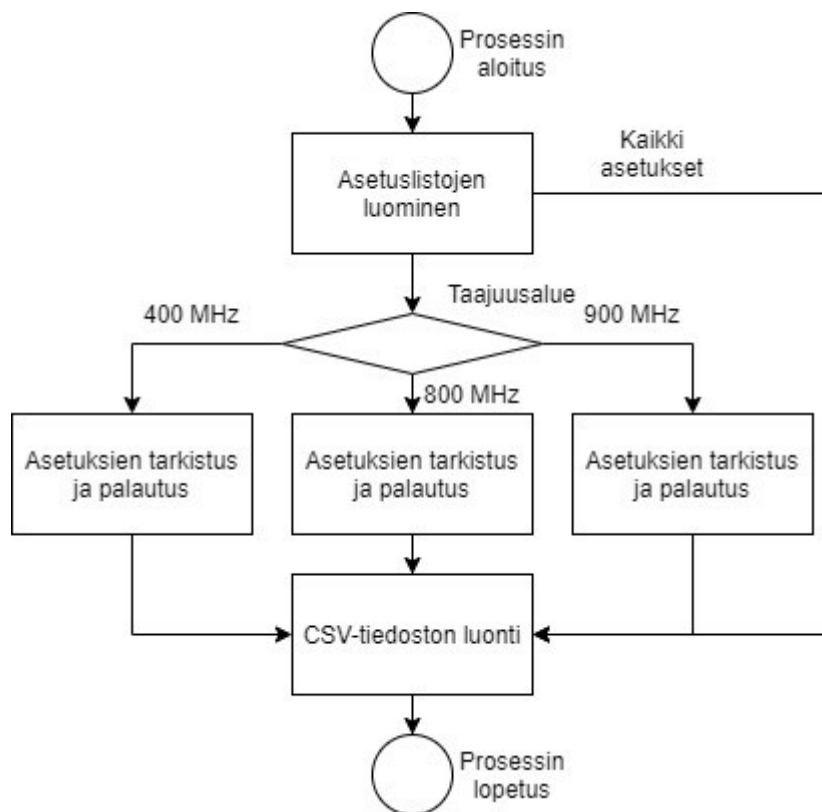 Prosessin
aloitus
Kaikki
asetukset
Asetuslistojen
luominen
Taajuusalue
400 MHz
900 MHz
800 MHz
Asetuksien tarkistus
ja palautus
Asetuksien tarkistus
ja palautus
Asetuksien tarkistus
ja palautus
CSV-tiedoston luonti
Prosessin
lopetus